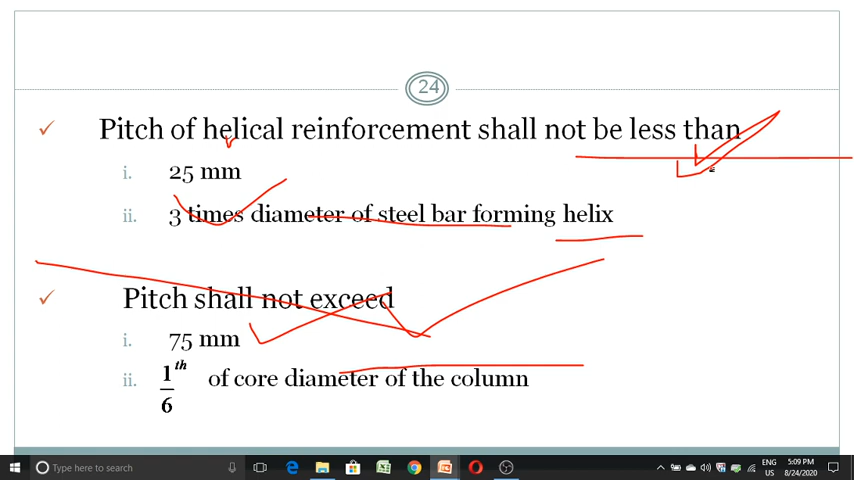 24
Pitch of helical reinforcement shall not be less than
i. 25 mm
ii. 3 times diameter of steel bar forming helix
Pitch shall not exceed
i. 75 mm
ii. 1/6 th of core diameter of the column
Type here to search
ENG
US
5:09 PM
8/24/2020